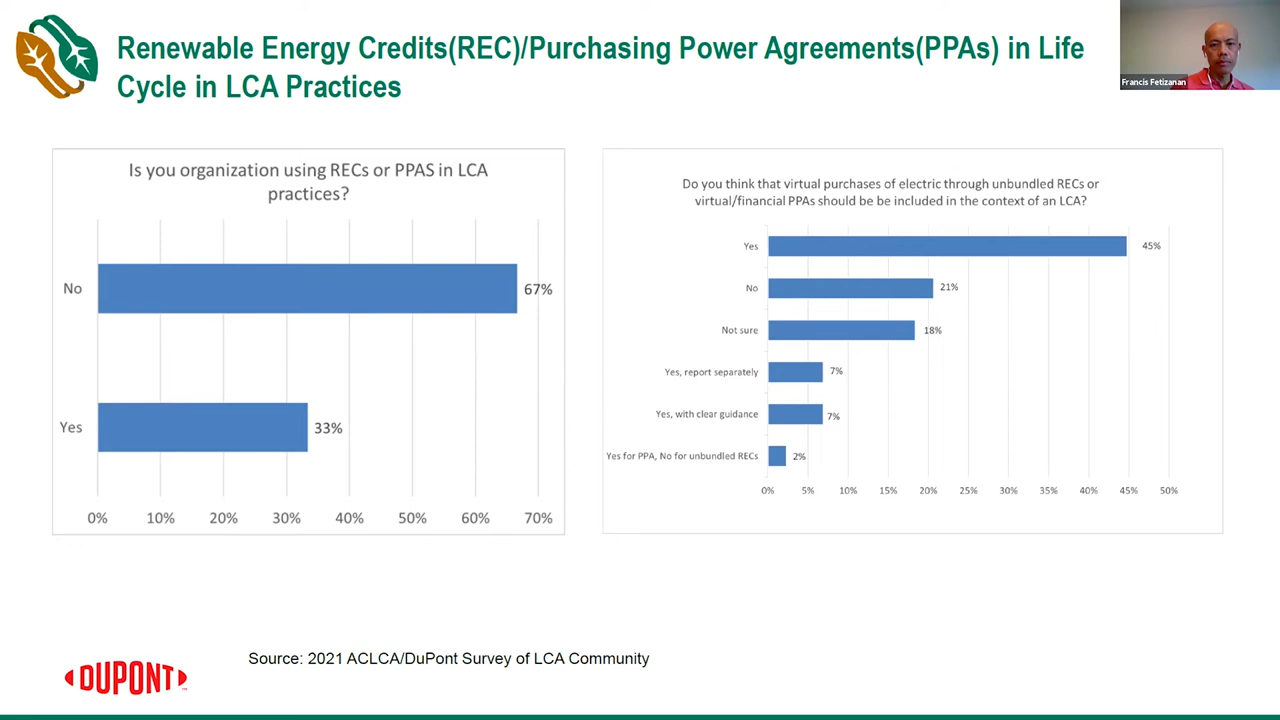 Renewable Energy Credits(REC)/Purchasing Power Agreements(PPAs) in Life
Cycle in LCA Practices
Francis Fetizanan
Is you organization using RECs or PPAS in LCA
practices?
No
67%
Yes
33%
0% 10% 20% 30% 40% 50% 60% 70%
Do you think that virtual purchases of electric through unbundled RECs or
virtual/financial PPAs should be be included in the context of an LCA?
Yes
45%
No
21%
Not sure
18%
Yes, report separately
7%
Yes, with clear guidance
7%
Yes for PPA, No for unbundled RECs
2%
0% 5% 10% 15% 20% 25% 30% 35% 40% 45% 50%
Source: 2021 ACLCA/DuPont Survey of LCA Community
DUPONT